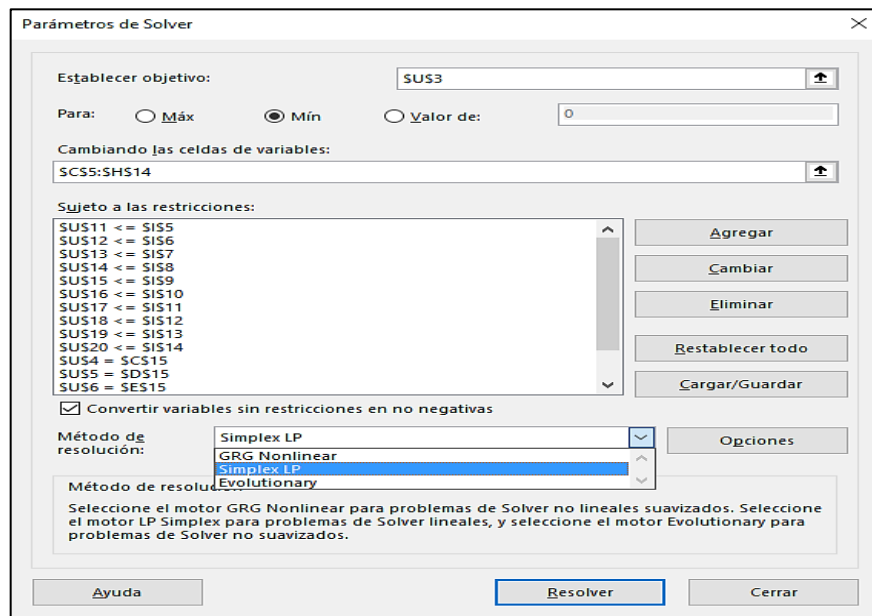 Parámetros de Solver
Establecer objetivo: $U$3
Para: Máx Mín Valor de: 0
Cambiando las celdas de variables:
$C$5:$H$14
Sujeto a las restricciones:
$U$11 <= $I$5
$U$12 <= $I$6
$U$13 <= $I$7
$U$14 <= $I$8
$U$15 <= $I$9
$U$16 <= $I$10
$U$17 <= $I$11
$U$18 <= $I$12
$U$19 <= $I$13
$U$20 <= $I$14
$U$4 = $C$15
$U$5 = $D$15
$U$6 = $E$15
Agregar
Cambiar
Eliminar
Restablecer todo
Cargar/Guardar
Convertir variables sin restricciones en no negativas
Método de resolución: Simplex LP
GRG Nonlinear
Simplex LP
Evolutionary
Opciones
Método de resolución
Seleccione el motor GRG Nonlinear para problemas de Solver no lineales suavizados. Seleccione
el motor LP Simplex para problemas de Solver lineales, y seleccione el motor Evolutionary para
problemas de Solver no suavizados.
Ayuda Resolver Cerrar